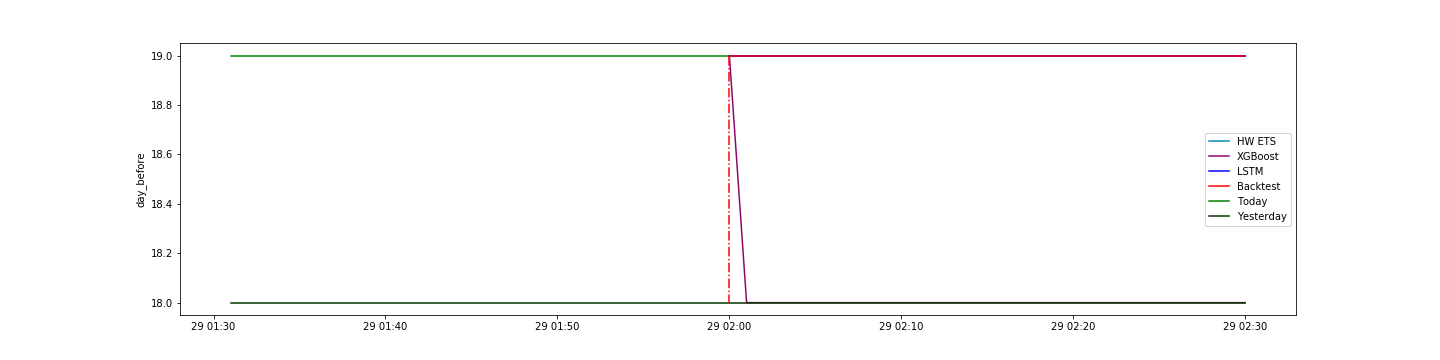 19.0
18.8
18.6
18.4
18.2
18.0
day_before
29 01:30
29 01:40
29 01:50
29 02:00
29 02:10
29 02:20
29 02:30
HW ETS
XGBoost
LSTM
Backtest
Today
Yesterday